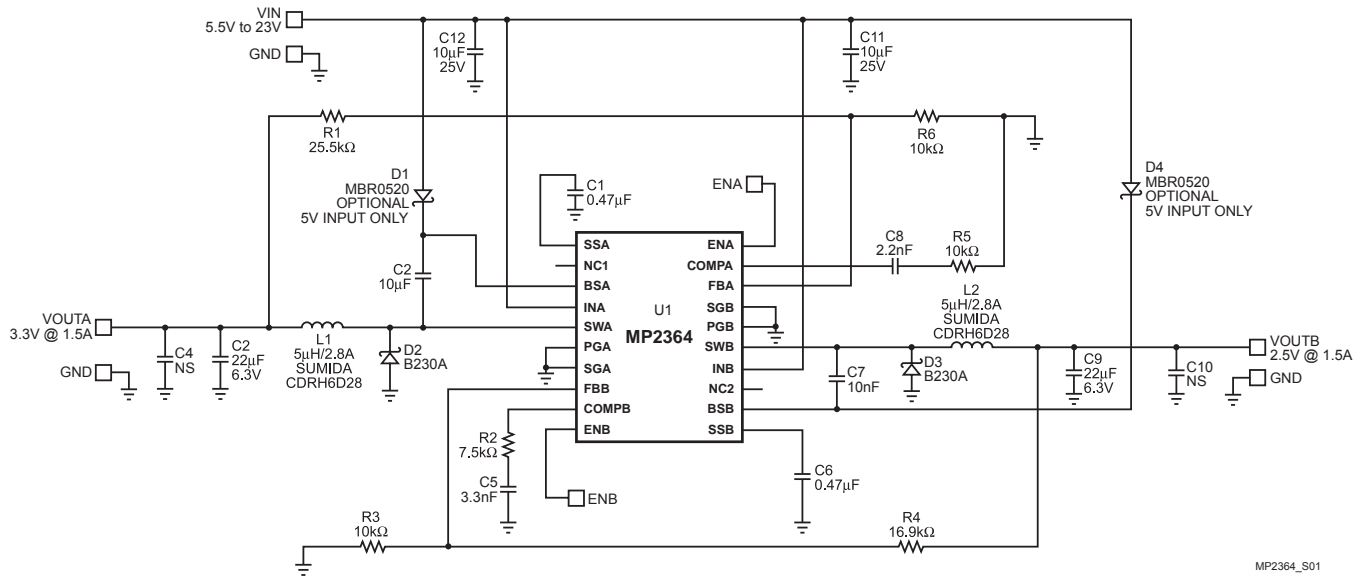 VIN
5.5V to 23V
GND
C12
10µF
25V
C11
10µF
25V
R1
25.5kΩ
R6
10kΩ
D1
MBR0520
OPTIONAL
5V INPUT ONLY
C1
0.47µF
ENA
D4
MBR0520
OPTIONAL
5V INPUT ONLY
C2
10µF
C8
2.2nF
R5
10kΩ
SSA
NC1
BSA
INA
SWA
PGA
SGA
FBB
COMPB
ENB
U1
MP2364
ENA
COMPA
FBA
SGB
PGB
SWB
INB
NC2
BSB
SSB
VOUTA
3.3V @ 1.5A
GND
C4
NS
C2
22µF
6.3V
L1
5µH/2.8A
SUMIDA
CDRH6D28
D2
B230A
L2
5µH/2.8A
SUMIDA
CDRH6D28
C7
10nF
D3
B230A
C9
22µF
6.3V
C10
NS
VOUTB
2.5V @ 1.5A
GND
R2
7.5kΩ
C5
3.3nF
ENB
C6
0.47µF
R3
10kΩ
R4
16.9kΩ
MP2364_S01